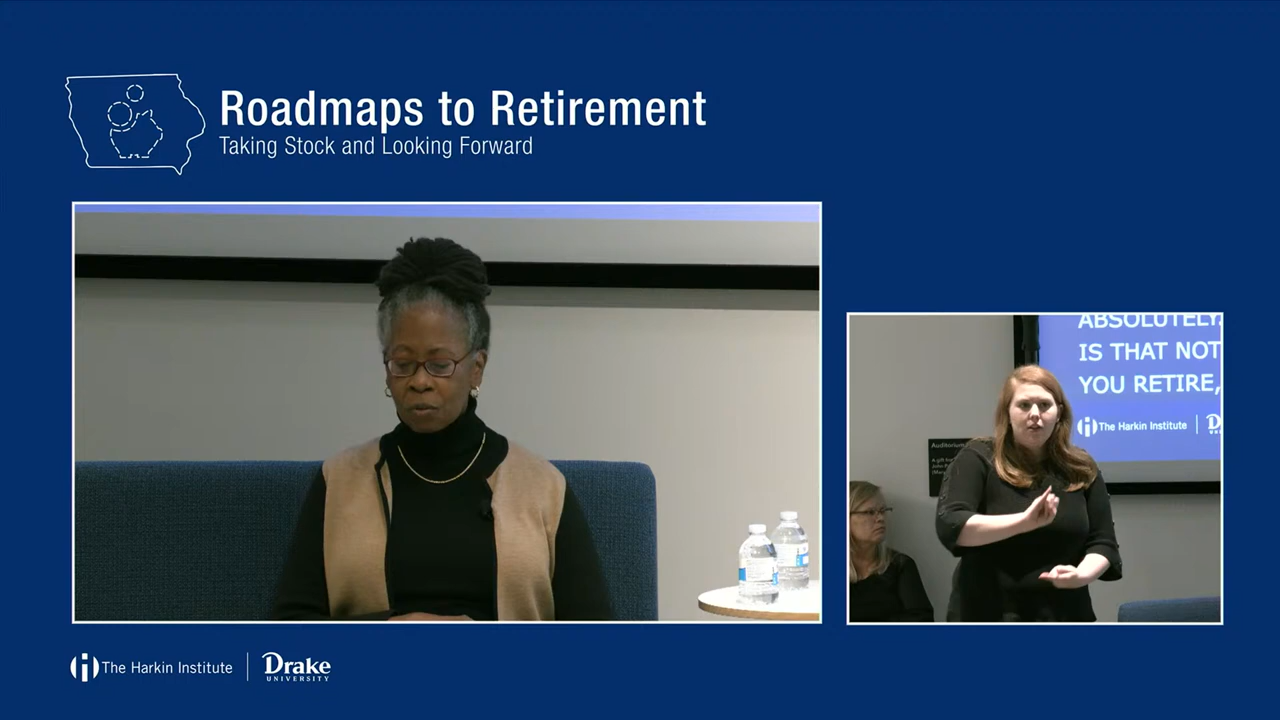 Roadmaps to Retirement
Taking Stock and Looking Forward
ABSOLUTELY.
IS THAT NOT
YOU RETIRE,
The Harkin Institute
Auditorium
The Harkin Institute
Drake
UNIVERSITY